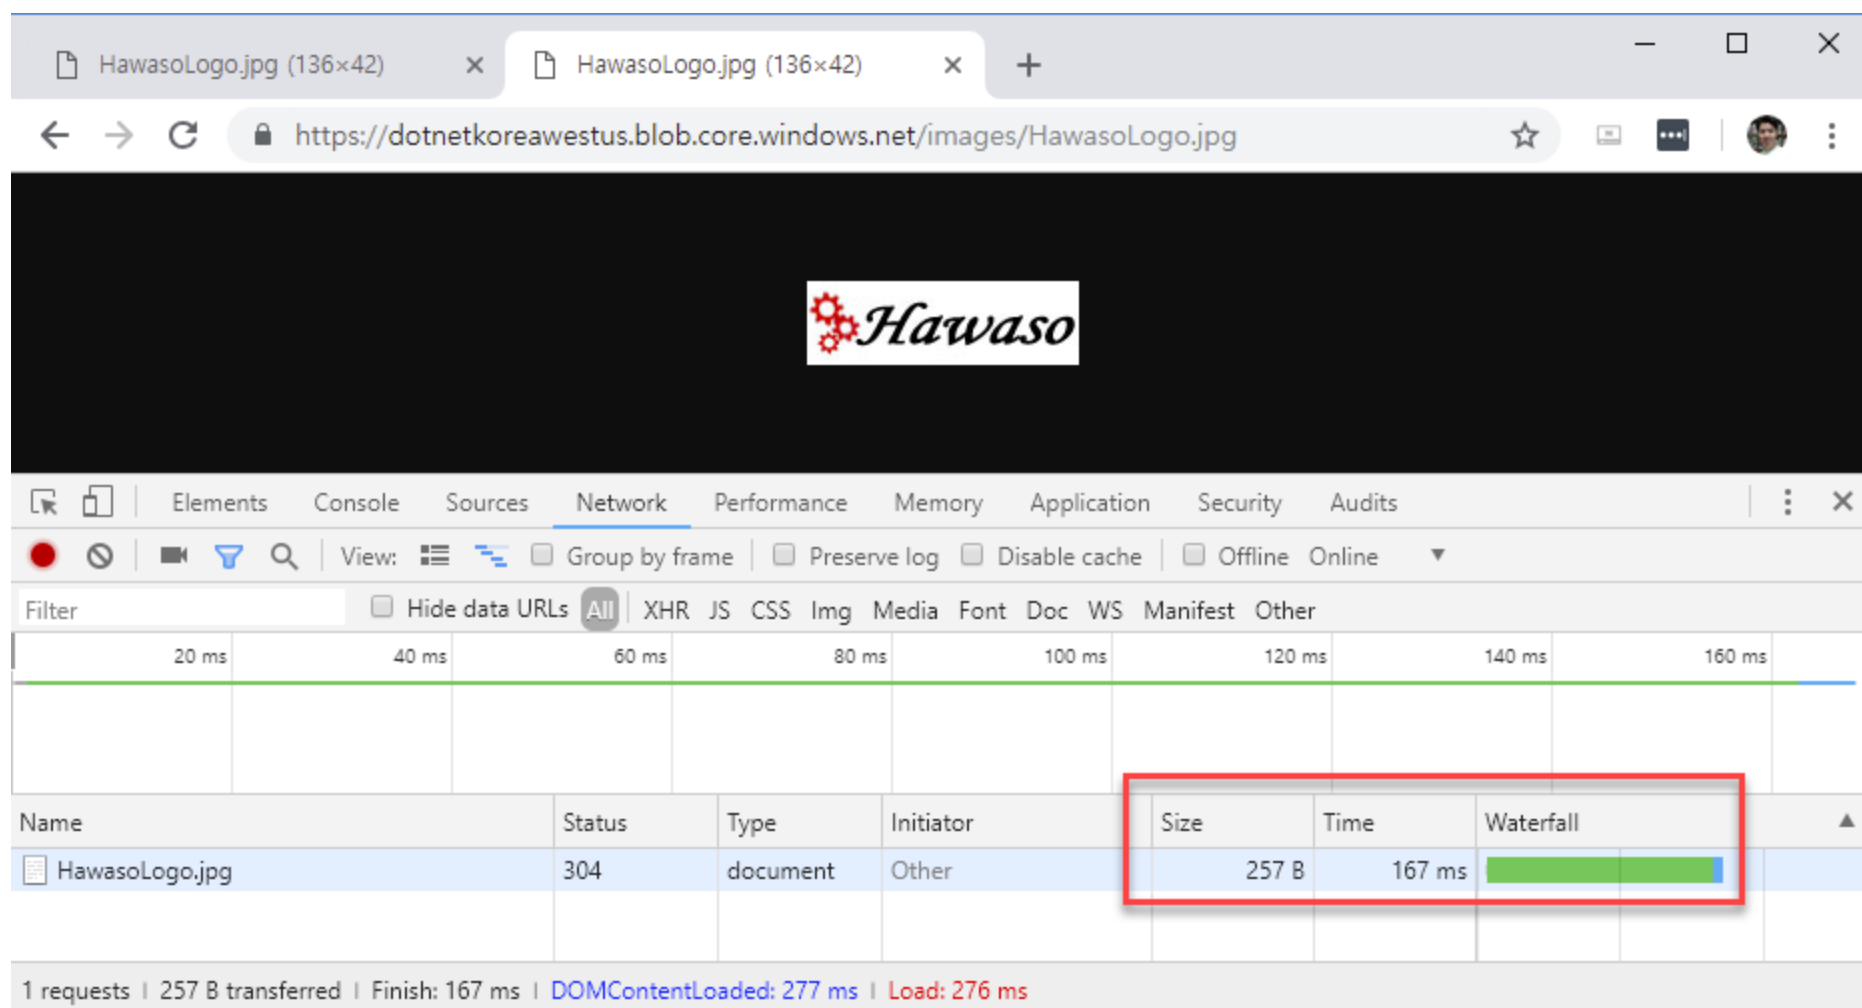 HawasoLogo.jpg (136×42) HawasoLogo.jpg (136×42)
https://dotnetkoreawestus.blob.core.windows.net/images/HawasoLogo.jpg
Hawaso
Elements Console Sources Network Performance Memory Application Security Audits
View: Group by frame Preserve log Disable cache Offline Online
Filter Hide data URLs All XHR JS CSS Img Media Font Doc WS Manifest Other
20 ms 40 ms 60 ms 80 ms 100 ms 120 ms 140 ms 160 ms
Name Status Type Initiator Size Time Waterfall
HawasoLogo.jpg 304 document Other 257 B 167 ms
1 requests | 257 B transferred | Finish: 167 ms | DOMContentLoaded: 277 ms | Load: 276 ms